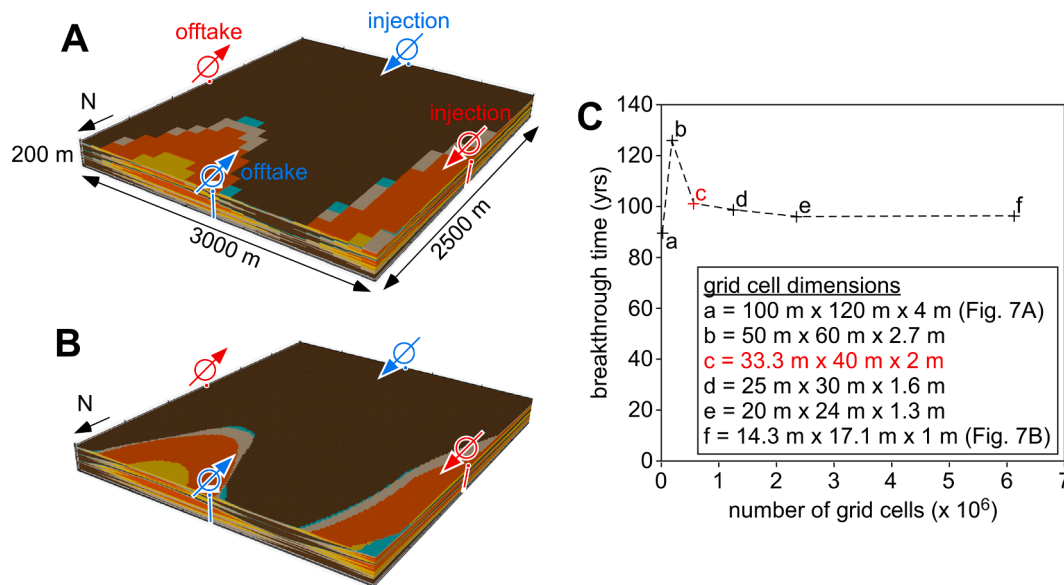 A
offtake
injection
N
injection
200 m
offtake
3000 m
2500 m
B
N
C
140
120
100
80
60
40
20
0
breakthrough time (yrs)
b
c
d
e
f
a
grid cell dimensions
a = 100 m x 120 m x 4 m (Fig. 7A)
b = 50 m x 60 m x 2.7 m
c = 33.3 m x 40 m x 2 m
d = 25 m x 30 m x 1.6 m
e = 20 m x 24 m x 1.3 m
f = 14.3 m x 17.1 m x 1 m (Fig. 7B)
0 1 2 3 4 5 6 7
number of grid cells (x 10⁶)